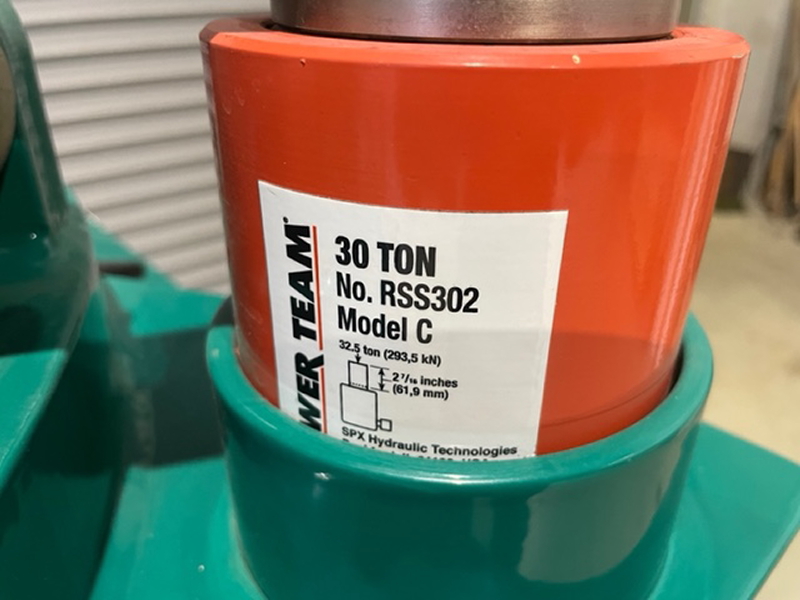 WER TEAM
30 TON
No. RSS302
Model C
32.5 ton (293,5 kN)
2 7/16 inches
(61,9 mm)
SPX Hydraulic Technologies